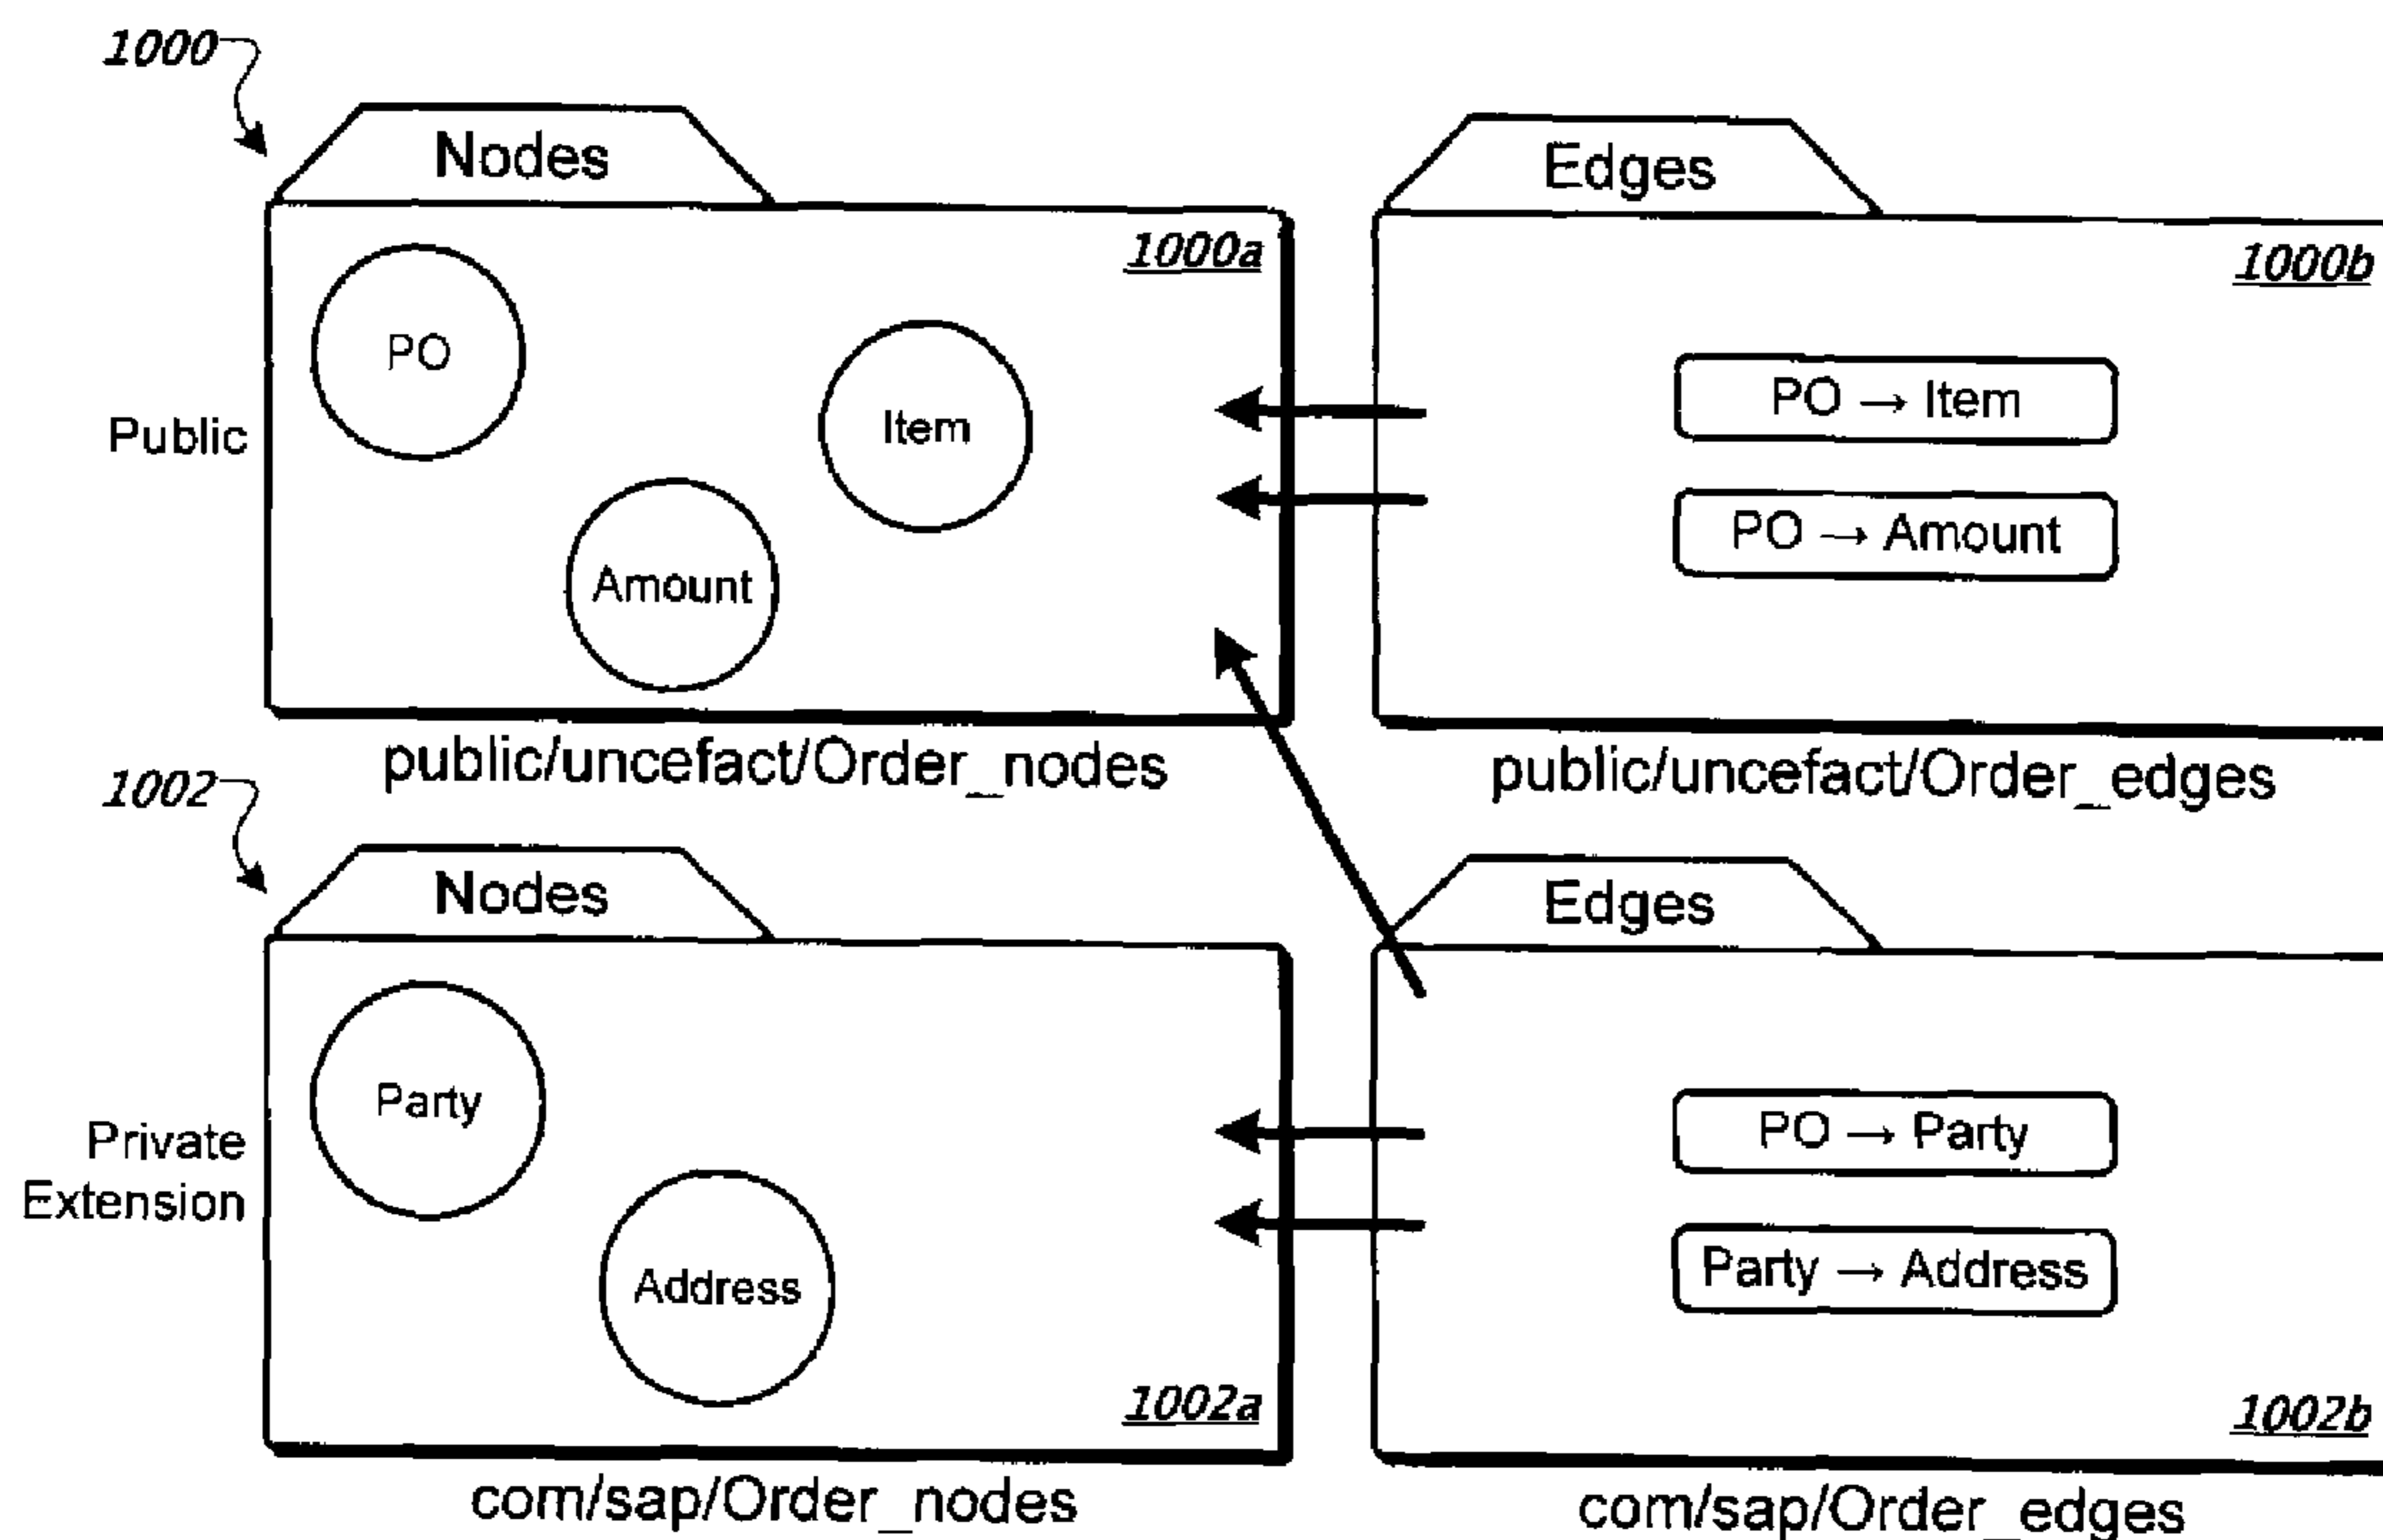 1000
Nodes
Edges
1000a
1000b
PO
Item
Amount
Public
PO → Item
PO → Amount
public/uncefact/Order_nodes
public/uncefact/Order_edges
1002
Nodes
Edges
Party
Address
Private
Extension
PO → Party
Party → Address
1002a
1002b
com/sap/Order_nodes
com/sap/Order_edges